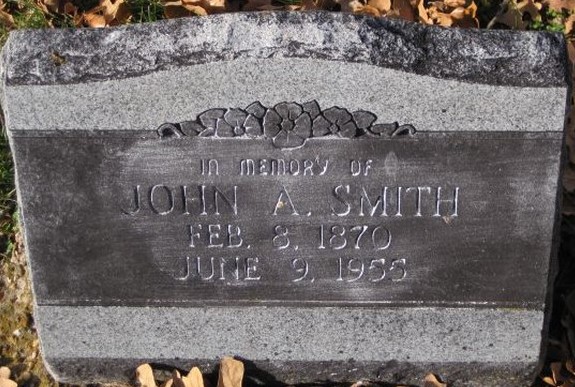 IN MEMORY OF
JOHN A. SMITH
FEB. 8, 1870
JUNE 9, 1955